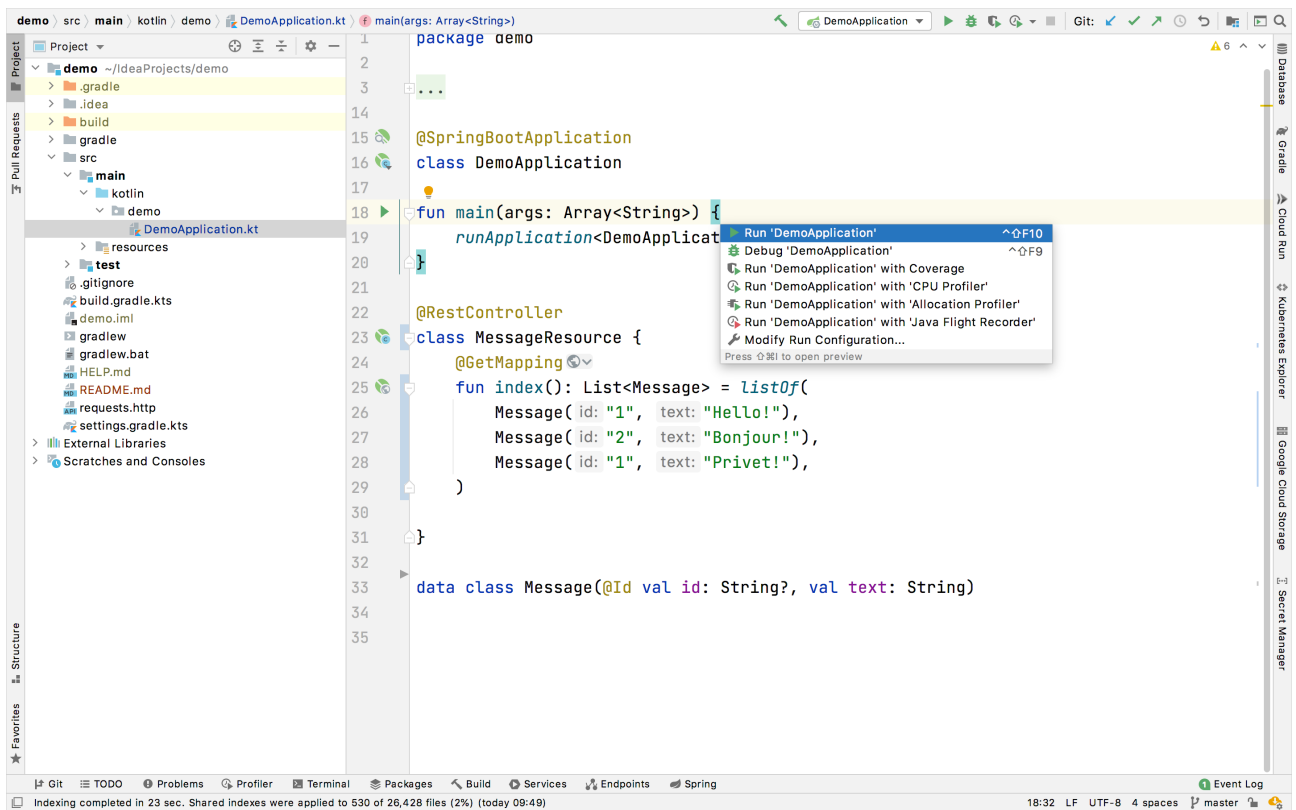 demo src main kotlin demo DemoApplication.kt main(args: Array<String>) DemoApplication Git:
Project
demo ~/IdeaProjects/demo
.gradle
.idea
build
gradle
src
main
kotlin
demo
DemoApplication.kt
resources
test
.gitignore
build.gradle.kts
demo.iml
gradlew
gradlew.bat
HELP.md
README.md
requests.http
settings.gradle.kts
External Libraries
Scratches and Consoles
Project
Pull Requests
Structure
Favorites
1 package demo
2
3 ...
14
15 @SpringBootApplication
16 class DemoApplication
17
18 fun main(args: Array<String>) {
19 runApplication<DemoApplicat
20 }
21
22 @RestController
23 class MessageResource {
24 @GetMapping
25 fun index(): List<Message> = listOf(
26 Message( id: "1", text: "Hello!"),
27 Message( id: "2", text: "Bonjour!"),
28 Message( id: "1", text: "Privet!"),
29 )
30
31 }
32
33 data class Message(@Id val id: String?, val text: String)
34
35
Run 'DemoApplication' ^⇧F10
Debug 'DemoApplication' ^⇧F9
Run 'DemoApplication' with Coverage
Run 'DemoApplication' with 'CPU Profiler'
Run 'DemoApplication' with 'Allocation Profiler'
Run 'DemoApplication' with 'Java Flight Recorder'
Modify Run Configuration...
Press ⇧⌘I to open preview
6
Database
Gradle
Cloud Run
Kubernetes Explorer
Google Cloud Storage
Secret Manager
Git TODO Problems Profiler Terminal Packages Build Services Endpoints Spring 1 Event Log
Indexing completed in 23 sec. Shared indexes were applied to 530 of 26,428 files (2%) (today 09:49) 18:32 LF UTF-8 4 spaces master